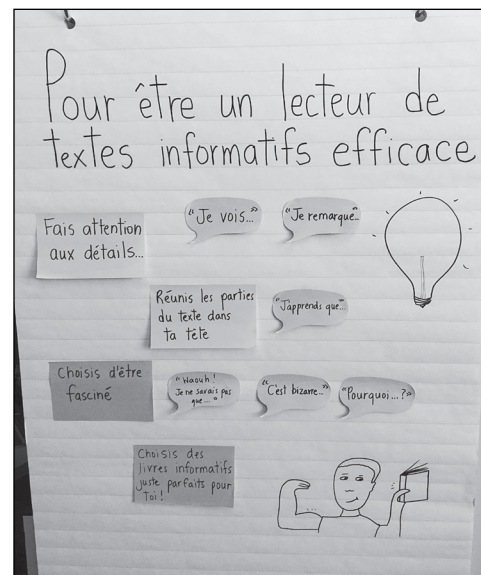 Pour être un lecteur de
textes informatifs efficace
Fais attention
aux détails...
"Je vois..."
"Je remarque..
Réunis les parties
du texte dans
ta tête
"J'apprends que..."
Choisis d'être
fasciné
"Waouh!
Je ne savais pas
que..."
"C'est bizarre..."
"Pourquoi...?»
Choisis des
livres informatifs
juste parfaits pour
toi!